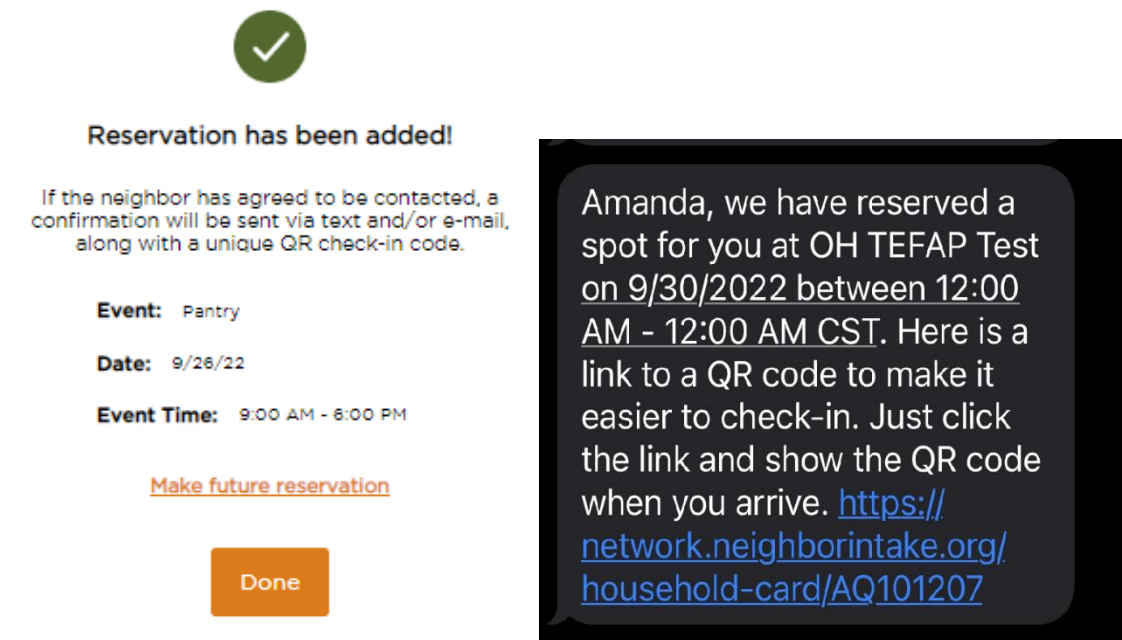 Reservation has been added!
If the neighbor has agreed to be contacted, a
confirmation will be sent via text and/or e-mail,
along with a unique QR check-in code.
Event: Pantry
Date: 9/26/22
Event Time: 9:00 AM - 6:00 PM
Make future reservation
Done
Amanda, we have reserved a
spot for you at OH TEFAP Test
on 9/30/2022 between 12:00
AM - 12:00 AM CST. Here is a
link to a QR code to make it
easier to check-in. Just click
the link and show the QR code
when you arrive. https://
network.neighborintake.org/
household-card/AQ101207